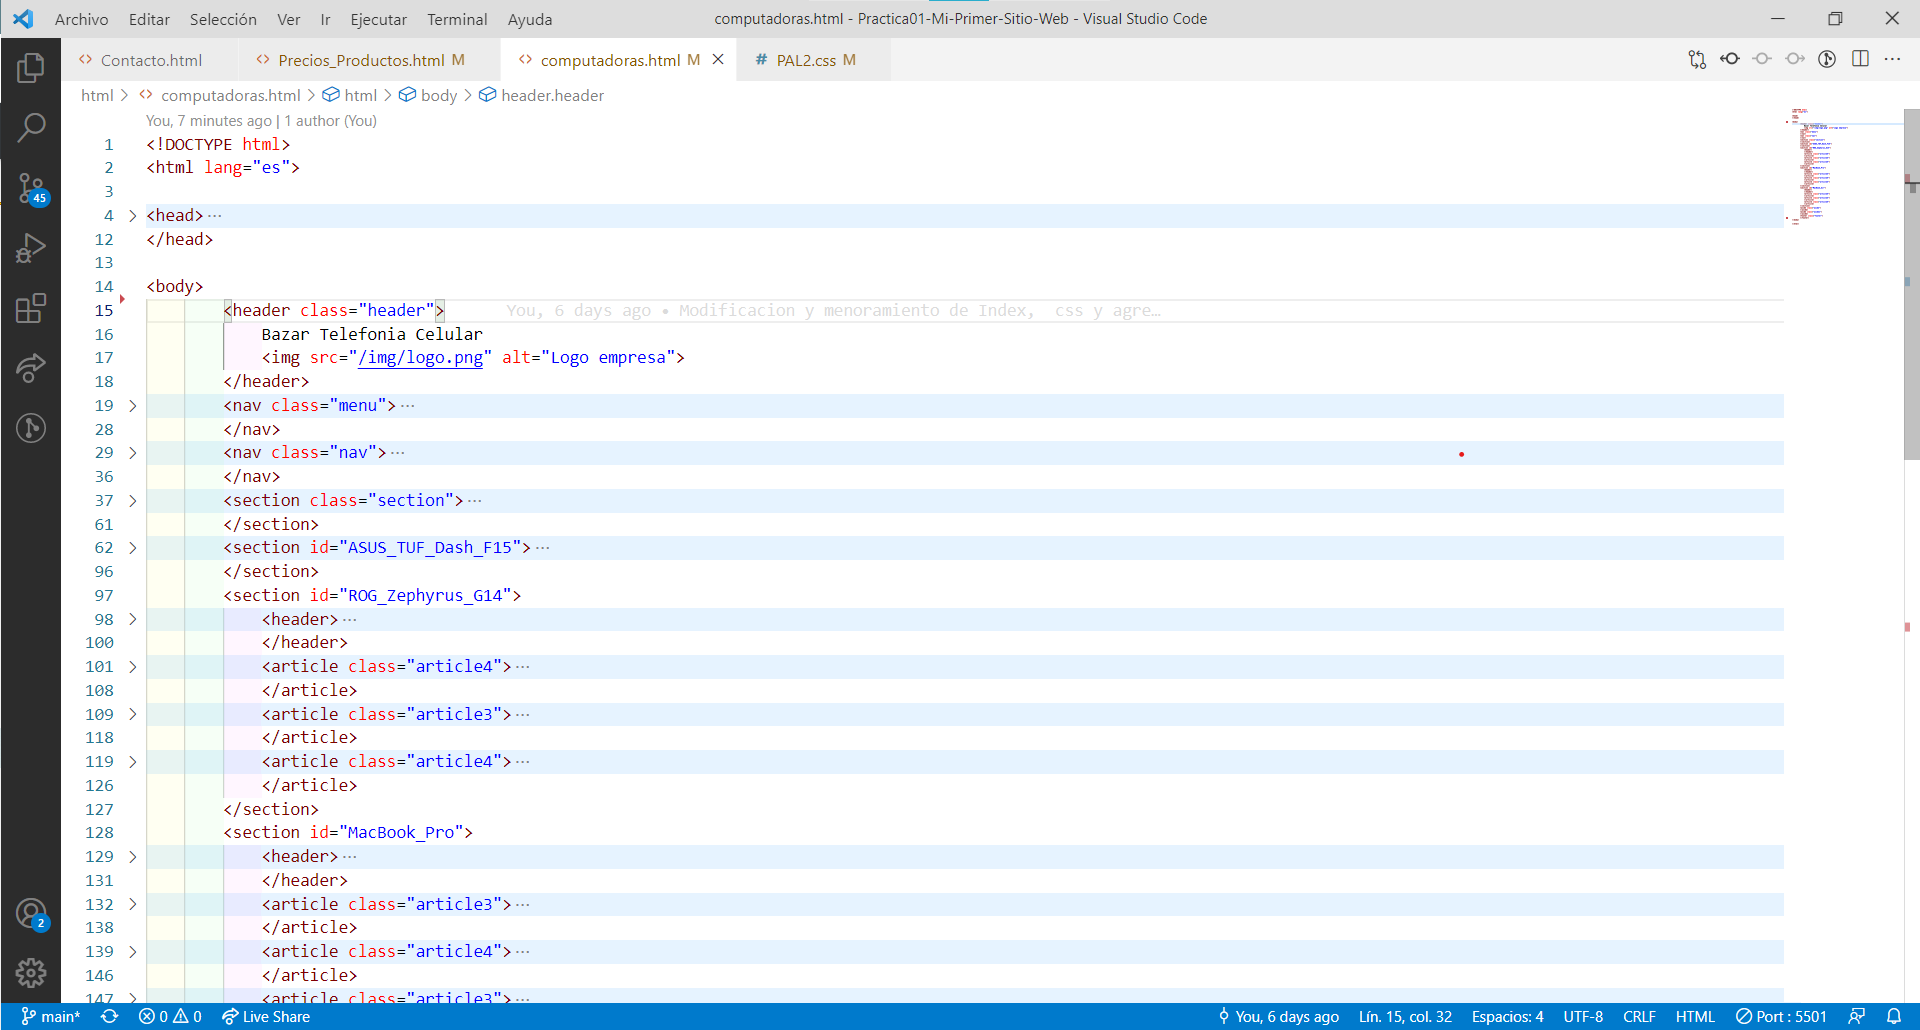 Archivo Editar Selección Ver Ir Ejecutar Terminal Ayuda computadoras.html - Practica01-Mi-Primer-Sitio-Web - Visual Studio Code
Contacto.html Precios_Productos.html M computadoras.html M # PAL2.css M
html > computadoras.html > html > body > header.header
You, 7 minutes ago | 1 author (You)
1 <!DOCTYPE html>
2 <html lang="es">
3
4 <head> ···
12 </head>
13
14 <body>
15 <header class="header"> You, 6 days ago • Modificacion y menoramiento de Index, css y agre…
16 Bazar Telefonia Celular
17 <img src="/img/logo.png" alt="Logo empresa">
18 </header>
19 <nav class="menu"> ···
28 </nav>
29 <nav class="nav"> ···
36 </nav>
37 <section class="section"> ···
61 </section>
62 <section id="ASUS_TUF_Dash_F15"> ···
96 </section>
97 <section id="ROG_Zephyrus_G14">
98 <header> ···
100 </header>
101 <article class="article4"> ···
108 </article>
109 <article class="article3"> ···
118 </article>
119 <article class="article4"> ···
126 </article>
127 </section>
128 <section id="MacBook_Pro">
129 <header> ···
131 </header>
132 <article class="article3"> ···
138 </article>
139 <article class="article4"> ···
146 </article>
147 <article class="article3"> ···
45
2
main* 0 0 Live Share You, 6 days ago Lín. 15, col. 32 Espacios: 4 UTF-8 CRLF HTML Port : 5501